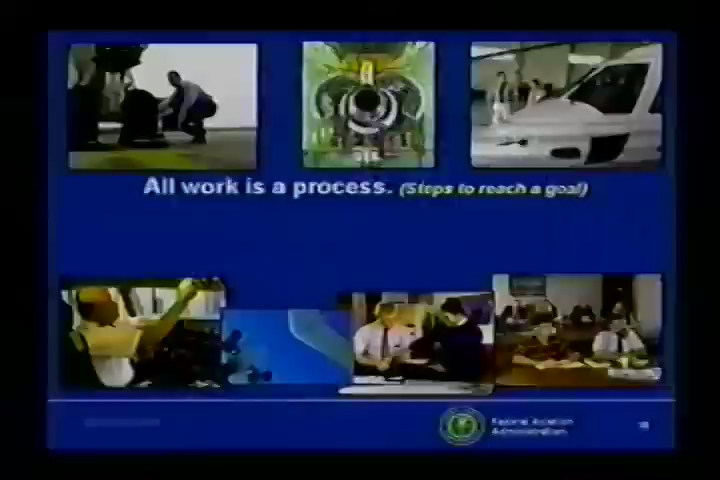 All work is a process. (Steps to reach a goal)
Federal Aviation
Administration